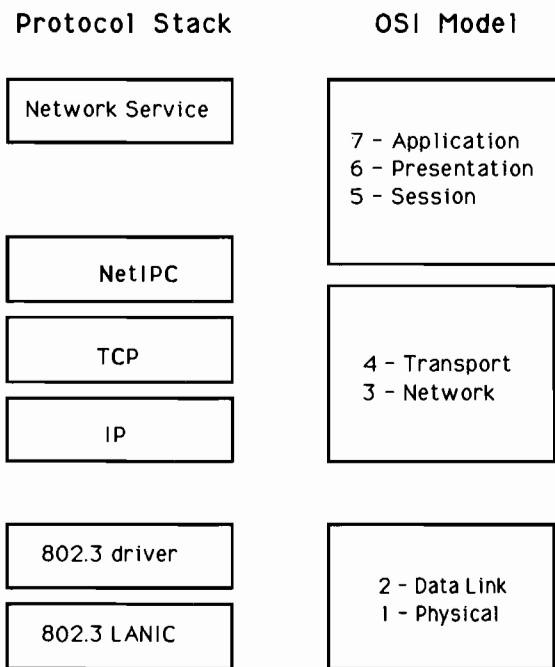 Protocol Stack
Network Service
NetIPC
TCP
IP
802.3 driver
802.3 LANIC
OSI Model
7 - Application
6 - Presentation
5 - Session
4 - Transport
3 - Network
2 - Data Link
1 - Physical